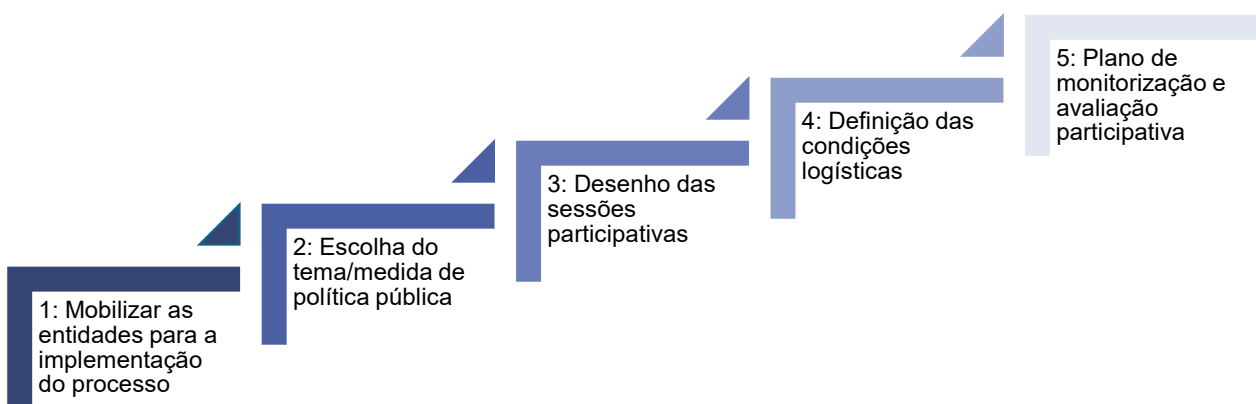 1: Mobilizar as
entidades para a
implementação
do processo
2: Escolha do
tema/medida de
política pública
3: Desenho das
sessões
participativas
4: Definição das
condições
logísticas
5: Plano de
monitorização e
avaliação
participativa